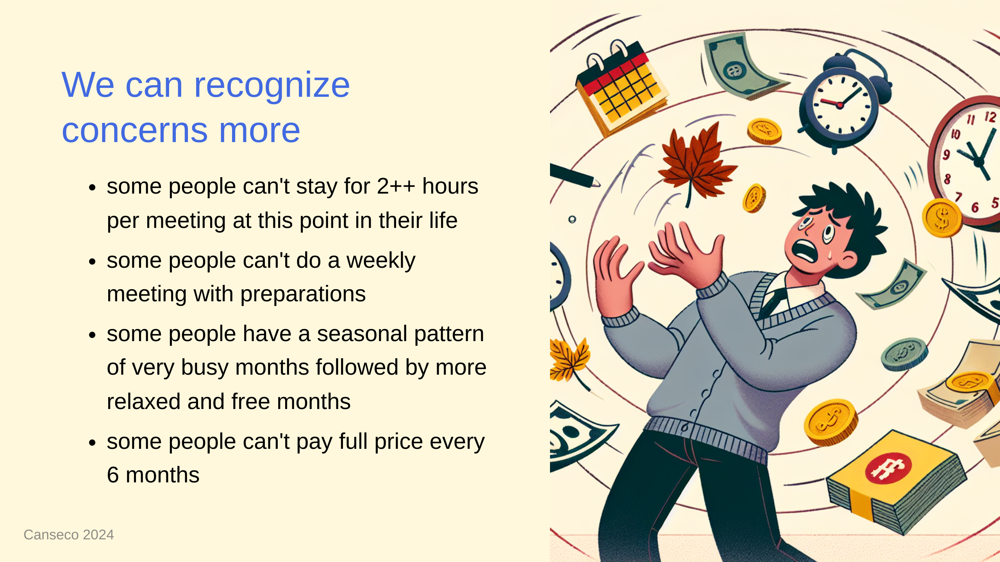 We can recognize
concerns more
• some people can't stay for 2++ hours
per meeting at this point in their life
• some people can't do a weekly
meeting with preparations
• some people have a seasonal pattern
of very busy months followed by more
relaxed and free months
• some people can't pay full price every
6 months
Canseco 2024
11 12
10
9
8
7
6
5
$